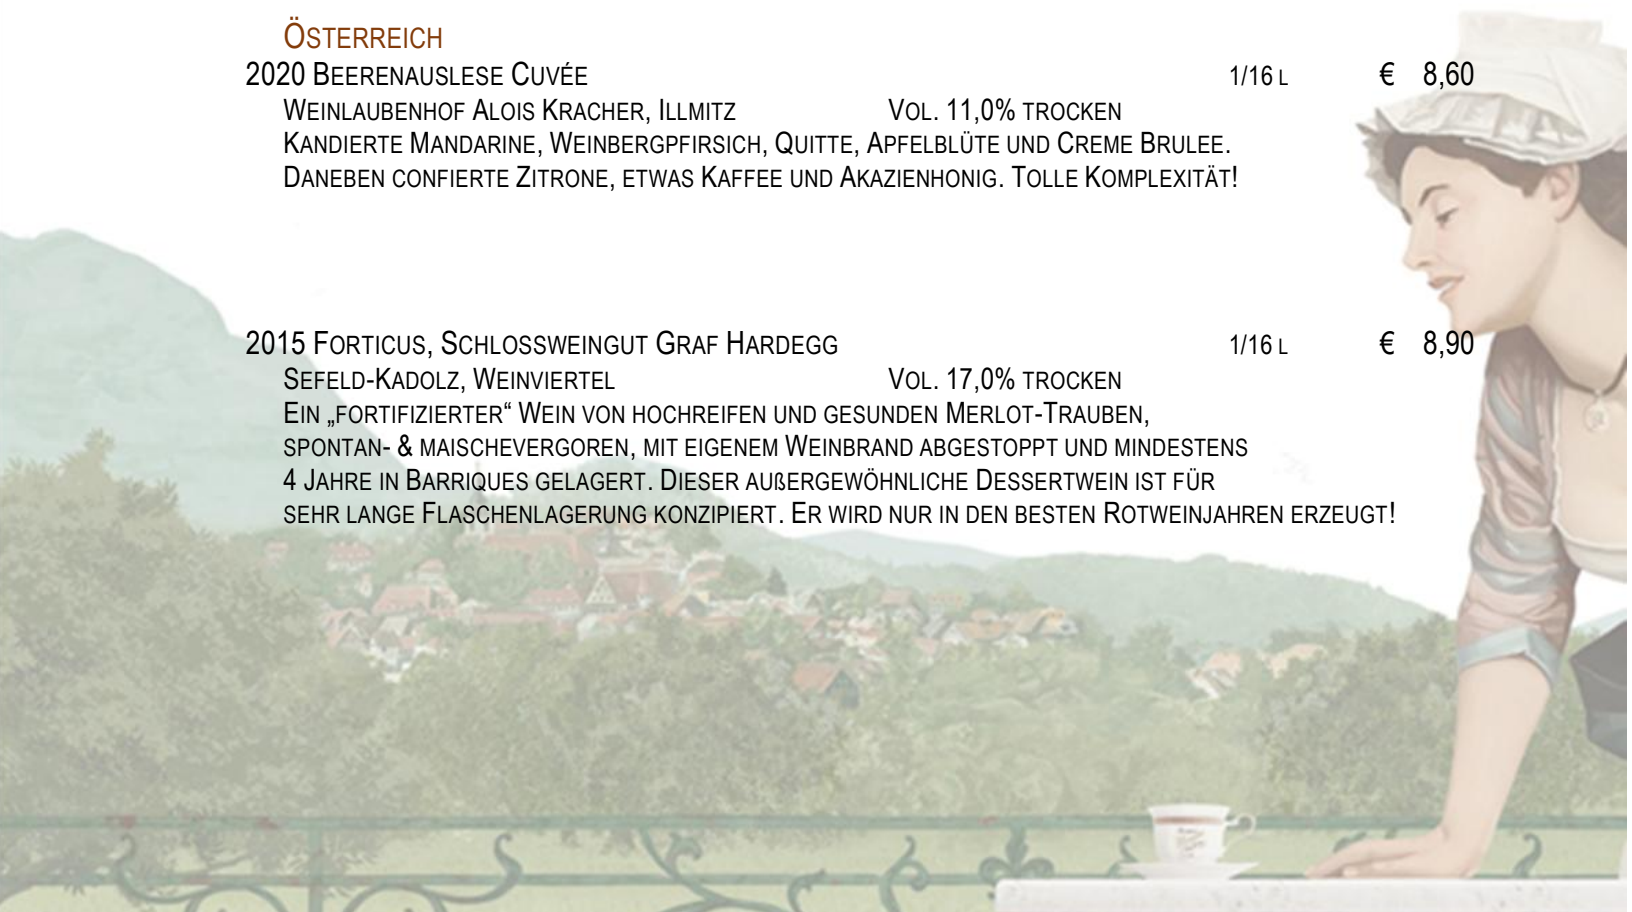 Österreich
2020 Beerenauslese Cuvée 1/16 l € 8,60
Weinlaubenhof Alois Kracher, Illmitz Vol. 11,0% trocken
Kandierte Mandarine, Weinbergpfirsich, Quitte, Apfelblüte und Creme Brulee.
Daneben confierte Zitrone, etwas Kaffee und Akazienhonig. Tolle Komplexität!
2015 Forticus, Schlossweingut Graf Hardegg 1/16 l € 8,90
Sefeld-Kadolz, Weinviertel Vol. 17,0% trocken
Ein „fortifizierter“ Wein von hochreifen und gesunden Merlot-Trauben,
spontan- & maischevergoren, mit eigenem Weinbrand abgestoppt und mindestens
4 Jahre in Barriques gelagert. Dieser außergewöhnliche Dessertwein ist für
sehr lange Flaschenlagerung konzipiert. Er wird nur in den besten Rotweinjahren erzeugt!